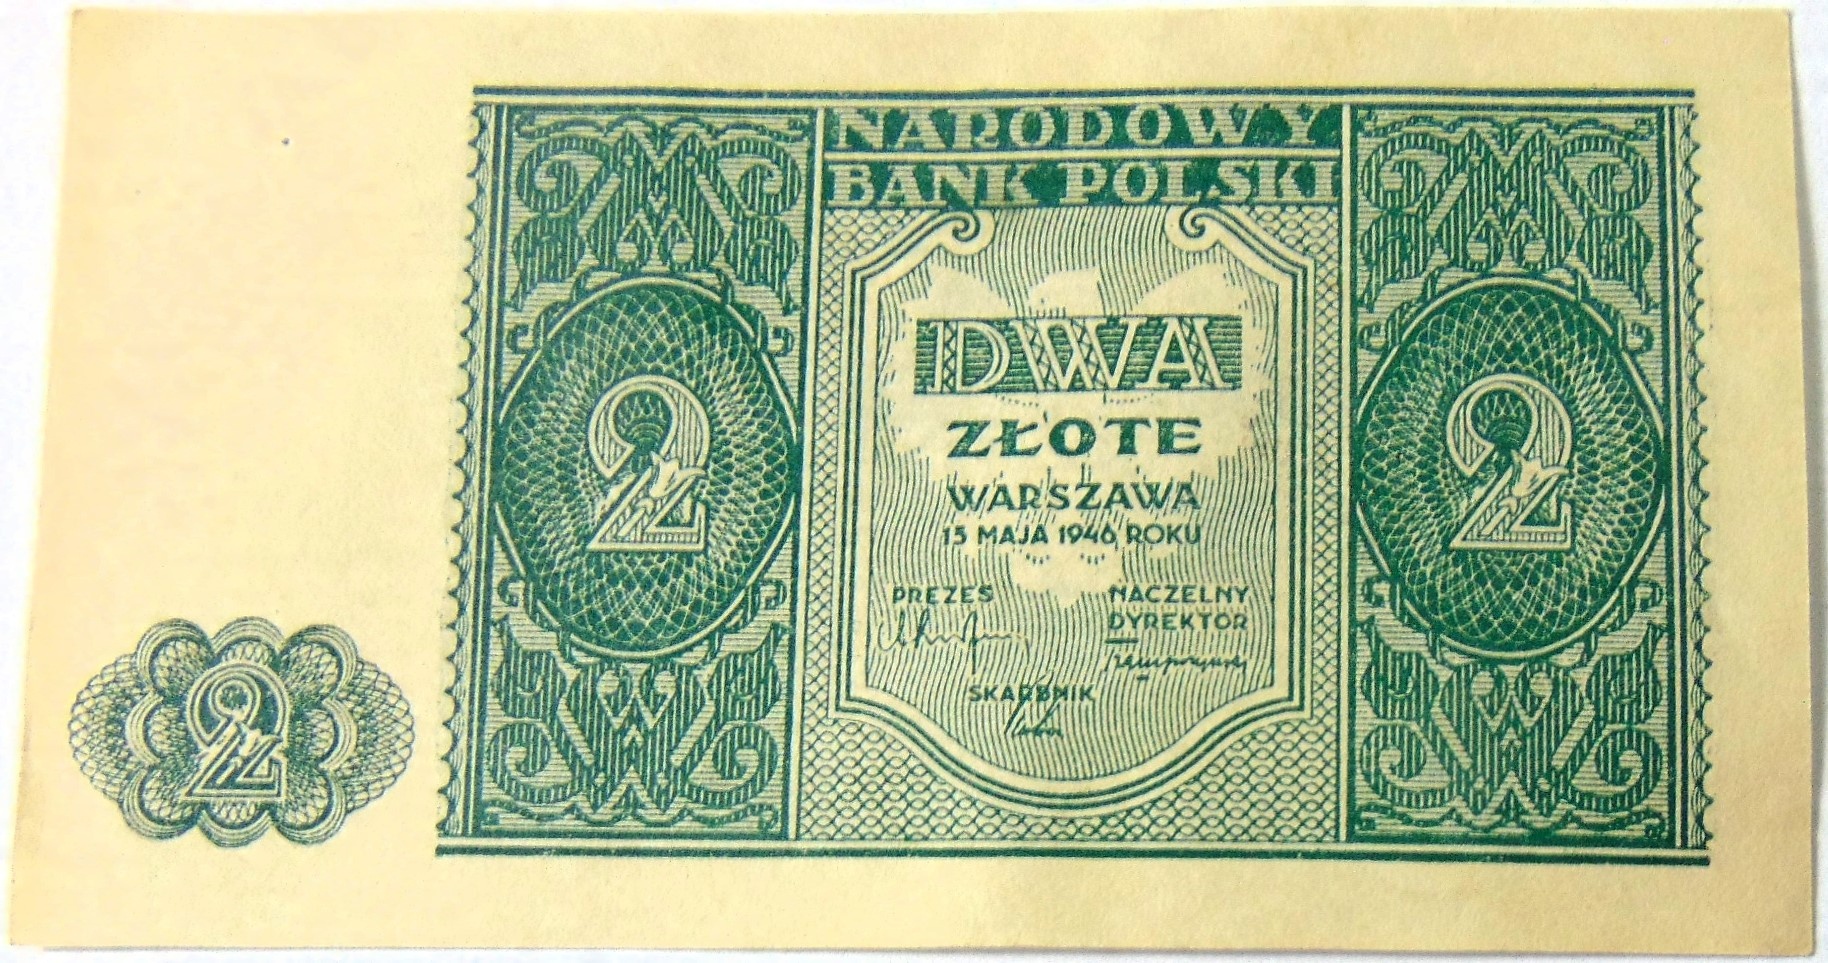 NARODOWY
BANK POLSKI
DWA
ZŁOTE
WARSZAWA
15 MAJA 1946 ROKU
PREZES
NACZELNY
DYREKTOR
SKARBNIK
2
2
2